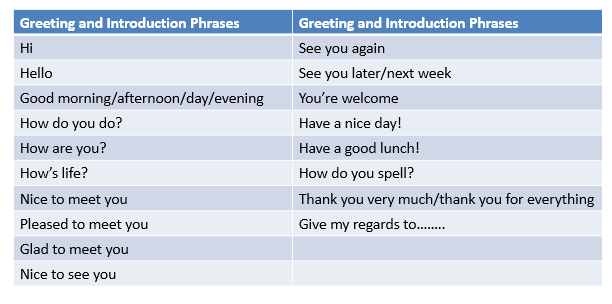 Greeting and Introduction Phrases	Greeting and Introduction Phrases
Hi	See you again
Hello	See you later/next week
Good morning/afternoon/day/evening	You’re welcome
How do you do?	Have a nice day!
How are you?	Have a good lunch!
How’s life?	How do you spell?
Nice to meet you	Thank you very much/thank you for everything
Pleased to meet you	Give my regards to……..
Glad to meet you
Nice to see you